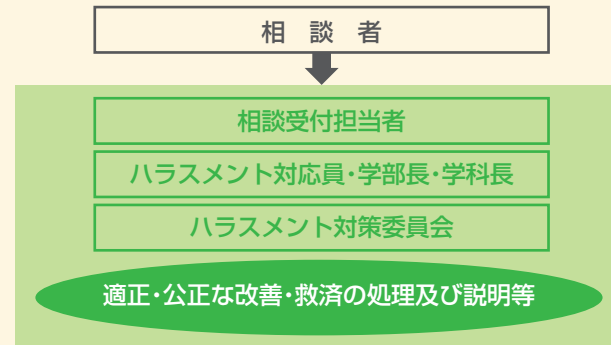 相 談 者
相談受付担当者
ハラスメント対応員・学部長・学科長
ハラスメント対策委員会
適正・公正な改善・救済の処理及び説明等